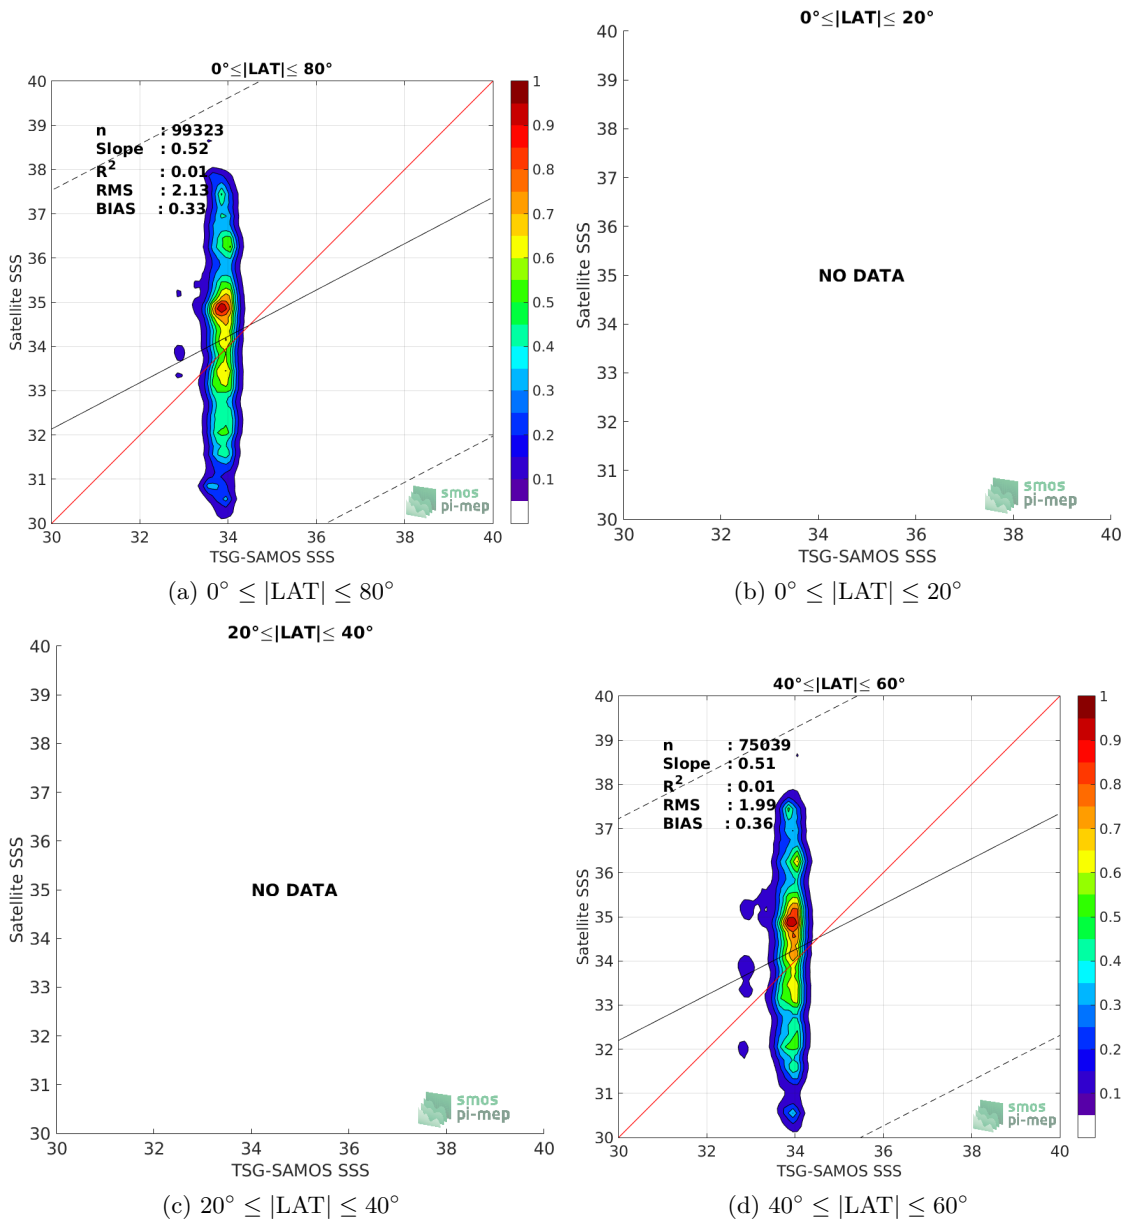 0°≤|LAT|≤ 80°
40
39
38
37
36
35
34
33
32
31
30
n : 99323
Slope : 0.52
R² : 0.01
RMS : 2.13
BIAS : 0.33
1
0.9
0.8
0.7
0.6
0.5
0.4
0.3
0.2
0.1
Satellite SSS
smos
pi-mep
30 32 34 36 38 40
TSG-SAMOS SSS
(a) 0° ≤ |LAT| ≤ 80°
0°≤|LAT|≤ 20°
40
39
38
37
36
35
34
33
32
31
30
Satellite SSS
NO DATA
smos
pi-mep
30 32 34 36 38 40
TSG-SAMOS SSS
(b) 0° ≤ |LAT| ≤ 20°
20°≤|LAT|≤ 40°
40
39
38
37
36
35
34
33
32
31
30
Satellite SSS
NO DATA
smos
pi-mep
30 32 34 36 38 40
TSG-SAMOS SSS
(c) 20° ≤ |LAT| ≤ 40°
40°≤|LAT|≤ 60°
40
39
38
37
36
35
34
33
32
31
30
n : 75039
Slope : 0.51
R² : 0.01
RMS : 1.99
BIAS : 0.36
1
0.9
0.8
0.7
0.6
0.5
0.4
0.3
0.2
0.1
Satellite SSS
smos
pi-mep
30 32 34 36 38 40
TSG-SAMOS SSS
(d) 40° ≤ |LAT| ≤ 60°